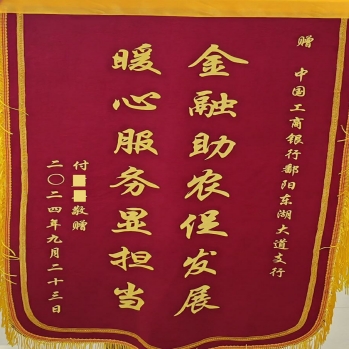 赠
中国工商银行鄱阳东湖大道支行
金融助农促发展
暖心服务显担当
付敬赠
二〇二四年九月二十三日